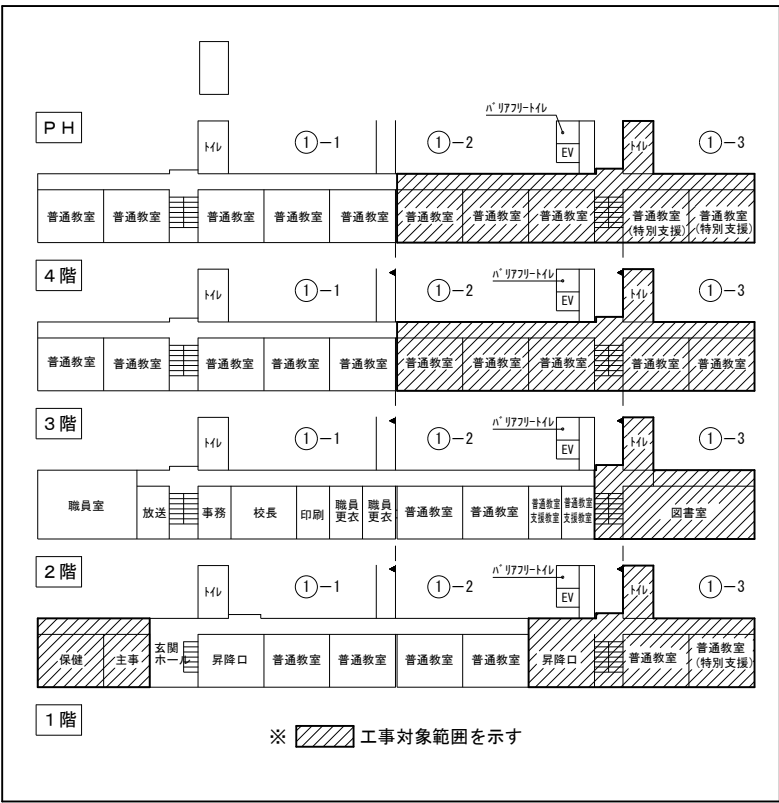 PH
バリアフリートイレ
トイレ
①-1
①-2
EV
トイレ
①-3
普通教室
普通教室
普通教室
普通教室
普通教室
普通教室
普通教室
普通教室
普通教室
(特別支援)
普通教室
(特別支援)
4階
バリアフリートイレ
トイレ
①-1
①-2
EV
トイレ
①-3
普通教室
普通教室
普通教室
普通教室
普通教室
普通教室
普通教室
普通教室
普通教室
普通教室
3階
バリアフリートイレ
トイレ
①-1
①-2
EV
トイレ
①-3
職員室
放送
事務
校長
印刷
職員
更衣
職員
更衣
普通教室
普通教室
普通教室
支援教室
普通教室
支援教室
図書室
2階
バリアフリートイレ
トイレ
①-1
①-2
EV
トイレ
①-3
保健
主事
玄関
ホール
昇降口
普通教室
普通教室
普通教室
普通教室
昇降口
普通教室
普通教室
(特別支援)
1階
※ 工事対象範囲を示す